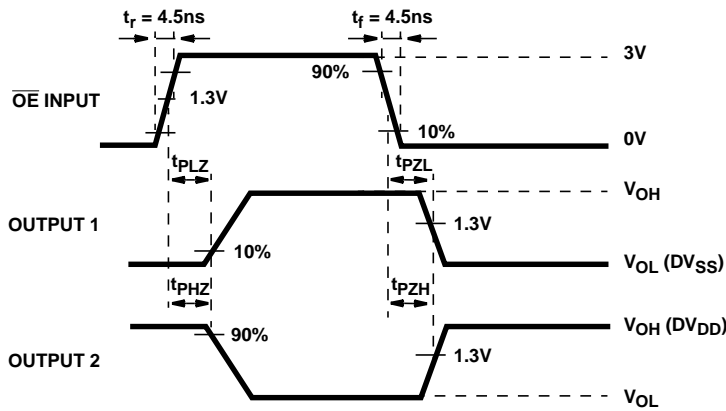 tr = 4.5ns
tf = 4.5ns
3V
90%
OE INPUT
1.3V
10%
0V
tPLZ
tPZL
VOH
OUTPUT 1
1.3V
10%
VOL (DVSS)
tPHZ
tPZH
VOH (DVDD)
90%
OUTPUT 2
1.3V
VOL